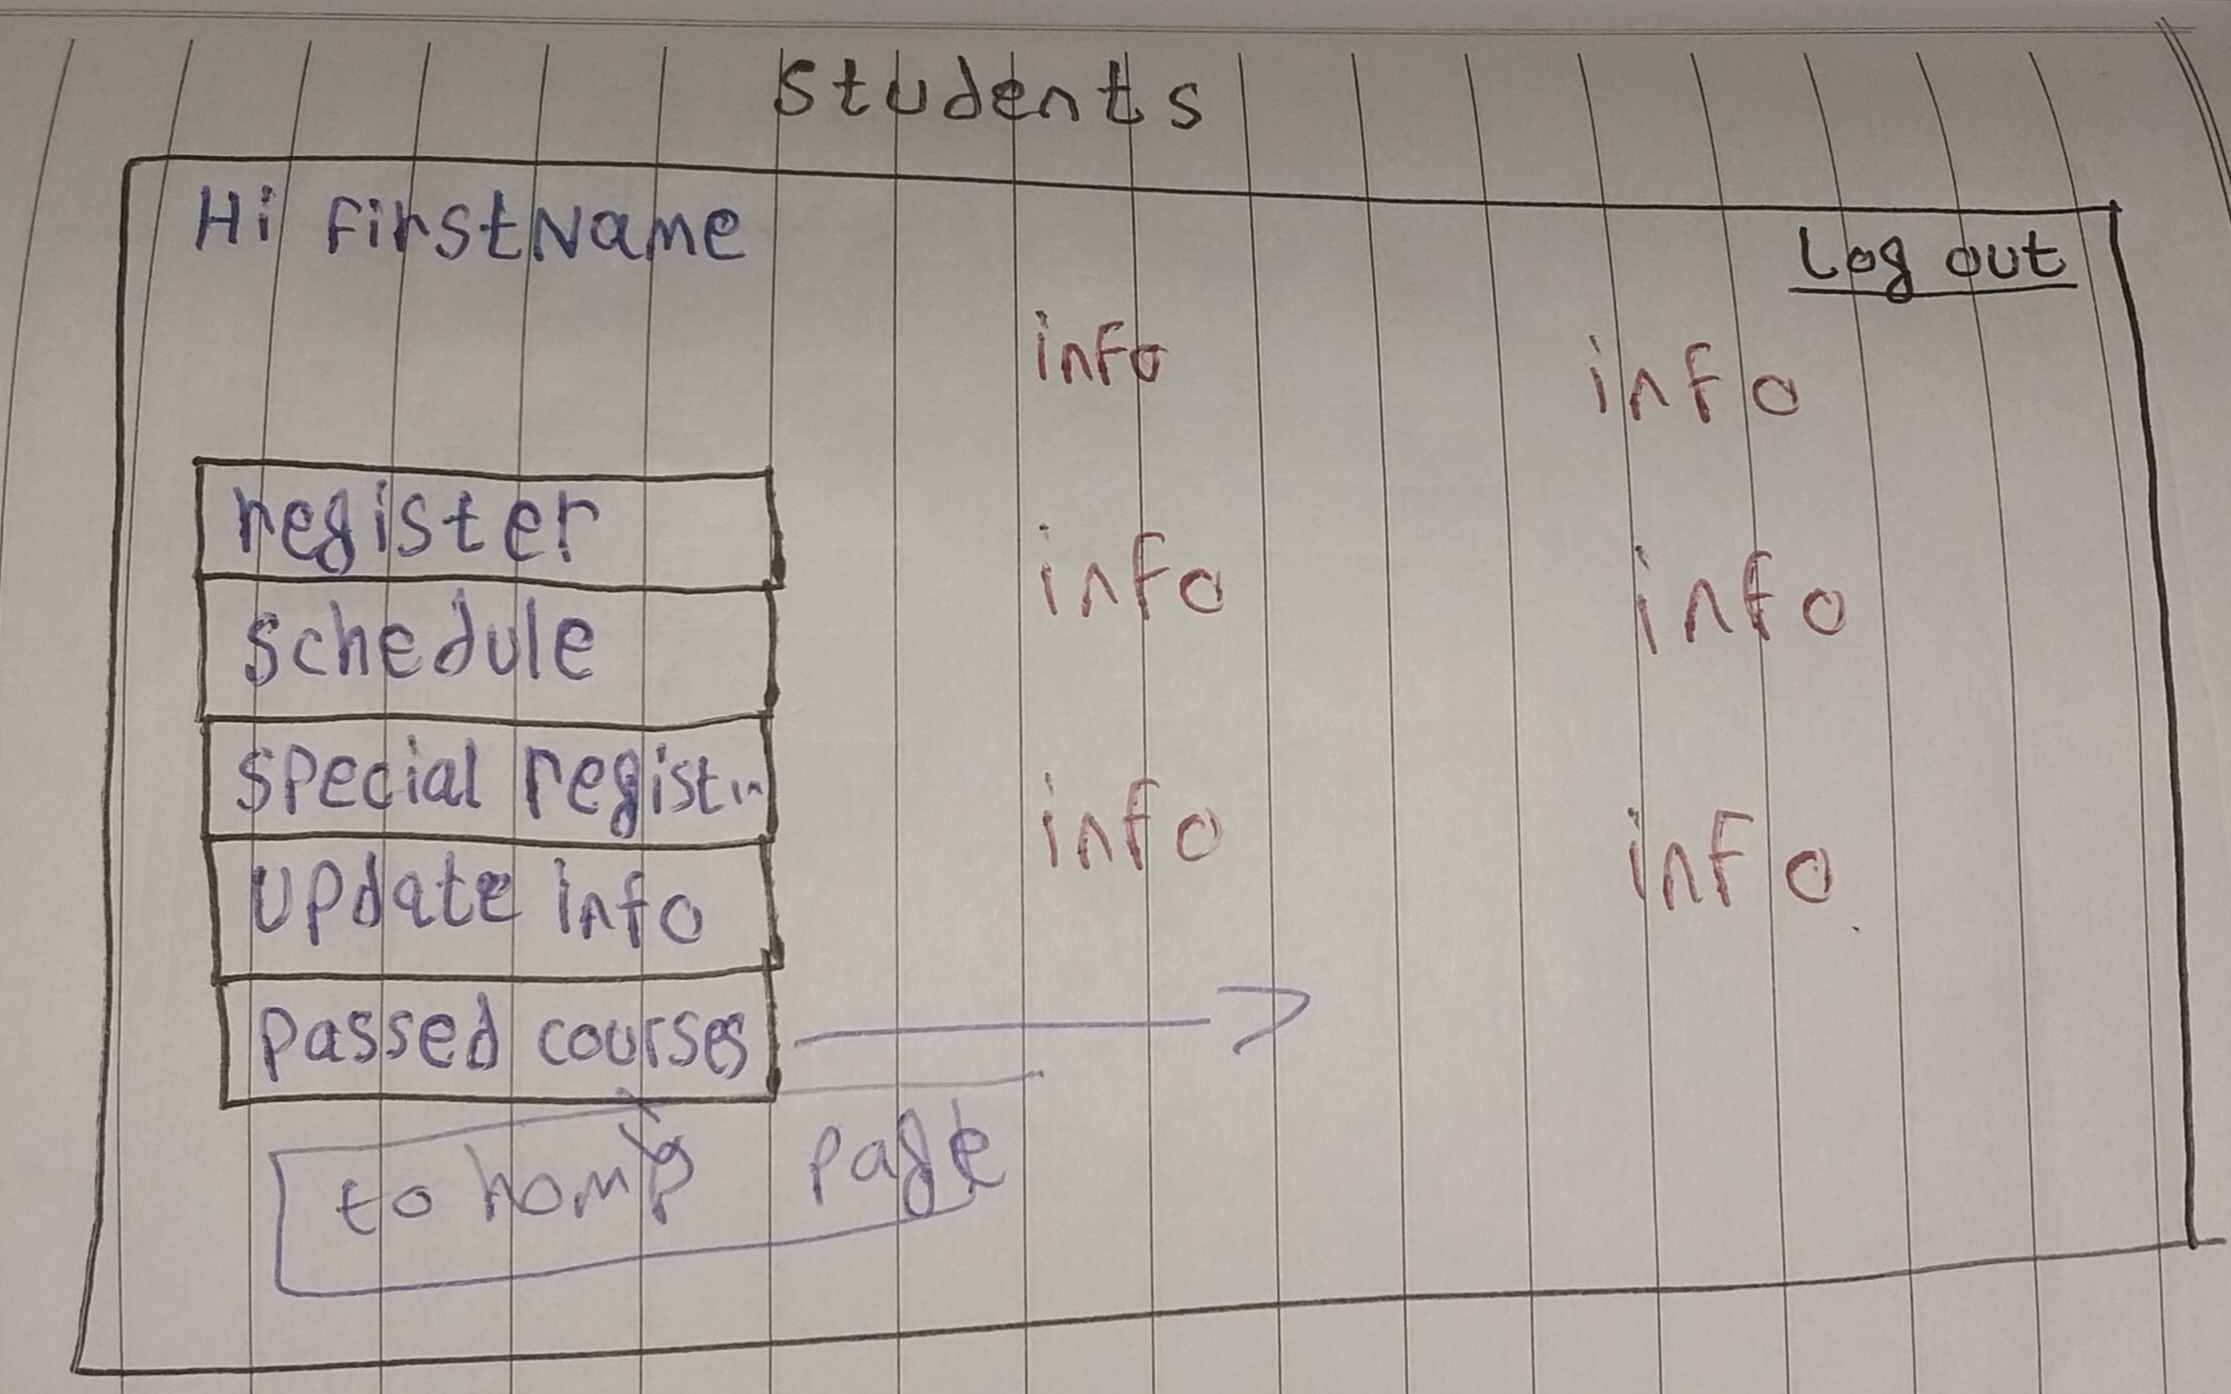 students
Hi firstName
Log out
info info
register
schedule
info info
special regist...
info info
update info
passed courses
to home page